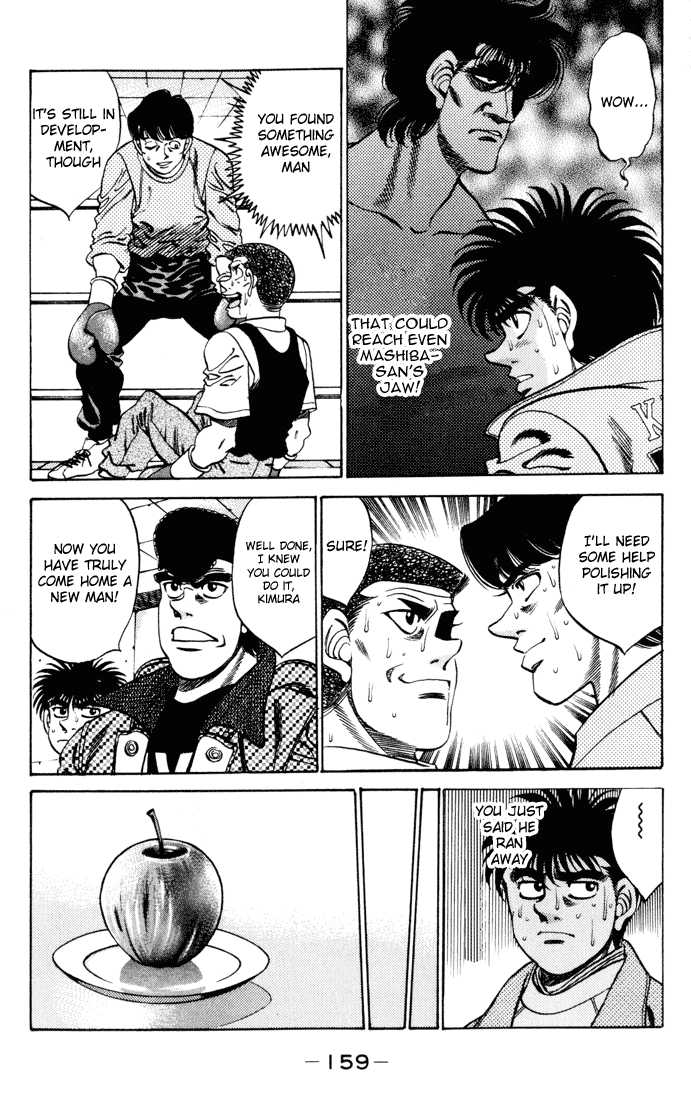 WOW...
THAT COULD
REACH EVEN
MASHIBA-
SAN'S
JAW!
YOU FOUND
SOMETHING
AWESOME,
MAN
IT'S STILL IN
DEVELOP-
MENT,
THOUGH
I'LL NEED
SOME HELP
POLISHING
IT UP!
SURE!
WELL DONE,
I KNEW
YOU COULD
DO IT,
KIMURA
NOW YOU
HAVE TRULY
COME HOME A
NEW MAN!
YOU JUST
SAID HE
RAN
AWAY
-159-